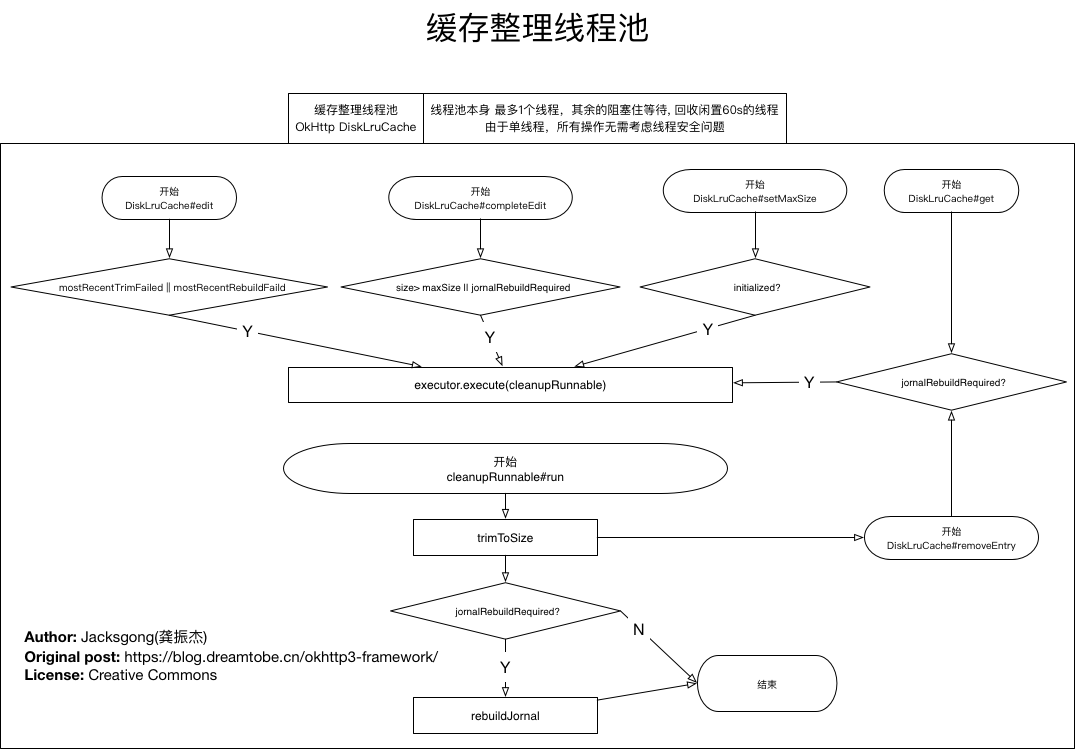 缓存整理线程池
缓存整理线程池
OkHttp DiskLruCache
线程池本身 最多1个线程，其余的阻塞住等待, 回收闲置60s的线程
由于单线程，所有操作无需考虑线程安全问题
开始
DiskLruCache#edit
开始
DiskLruCache#completeEdit
开始
DiskLruCache#setMaxSize
开始
DiskLruCache#get
mostRecentTrimFailed || mostRecentRebuildFaild
size> maxSize || jornalRebuildRequired
initialized?
Y
Y
Y
executor.execute(cleanupRunnable)
Y
jornalRebuildRequired?
开始
cleanupRunnable#run
trimToSize
开始
DiskLruCache#removeEntry
jornalRebuildRequired?
N
Y
Author: Jacksgong(龚振杰)
Original post: https://blog.dreamtobe.cn/okhttp3-framework/
License: Creative Commons
结束
rebuildJornal